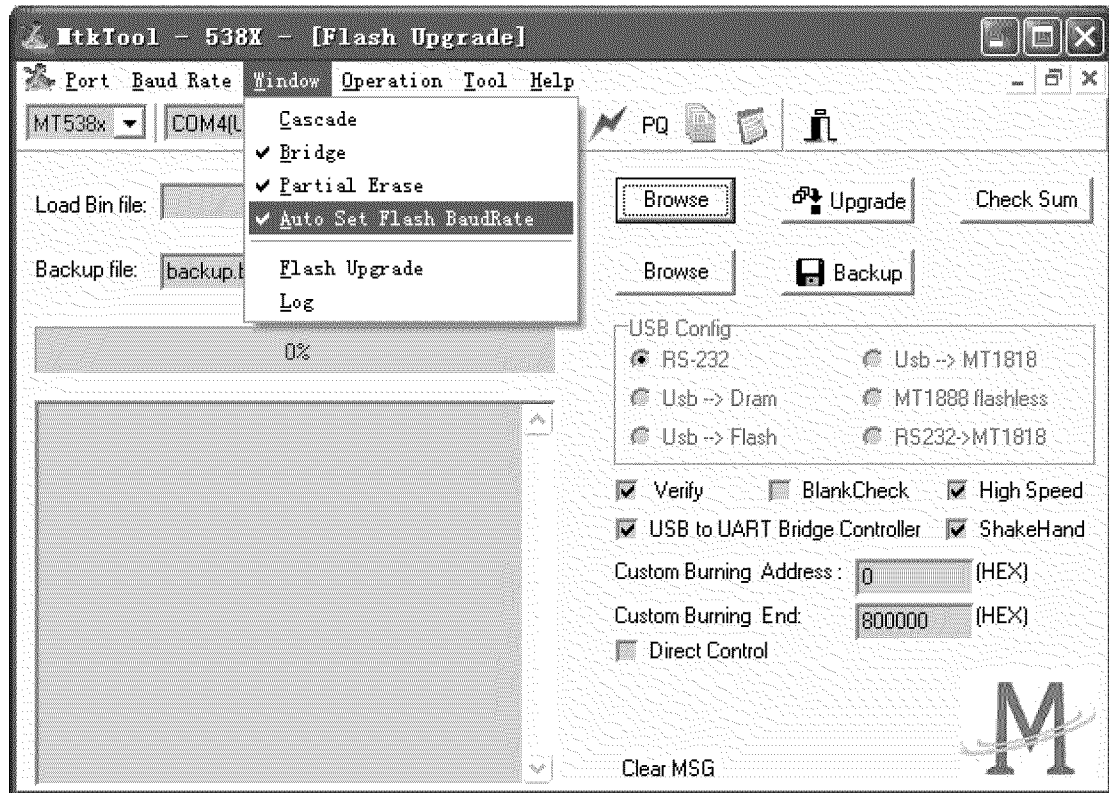 MtkTool - 538X - [Flash Upgrade]
Port Baud Rate Window Operation Tool Help
MT538x COM4(U PQ
Cascade
Bridge
Partial Erase
Auto Set Flash BaudRate
Flash Upgrade
Log
Load Bin file: Browse Upgrade Check Sum
Backup file: backup.b Browse Backup
0%
USB Config
RS-232 Usb --> MT1818
Usb --> Dram MT1888 flashless
Usb --> Flash RS232->MT1818
Verify BlankCheck High Speed
USB to UART Bridge Controller ShakeHand
Custom Burning Address : 0 (HEX)
Custom Burning End: 800000 (HEX)
Direct Control
M
Clear MSG